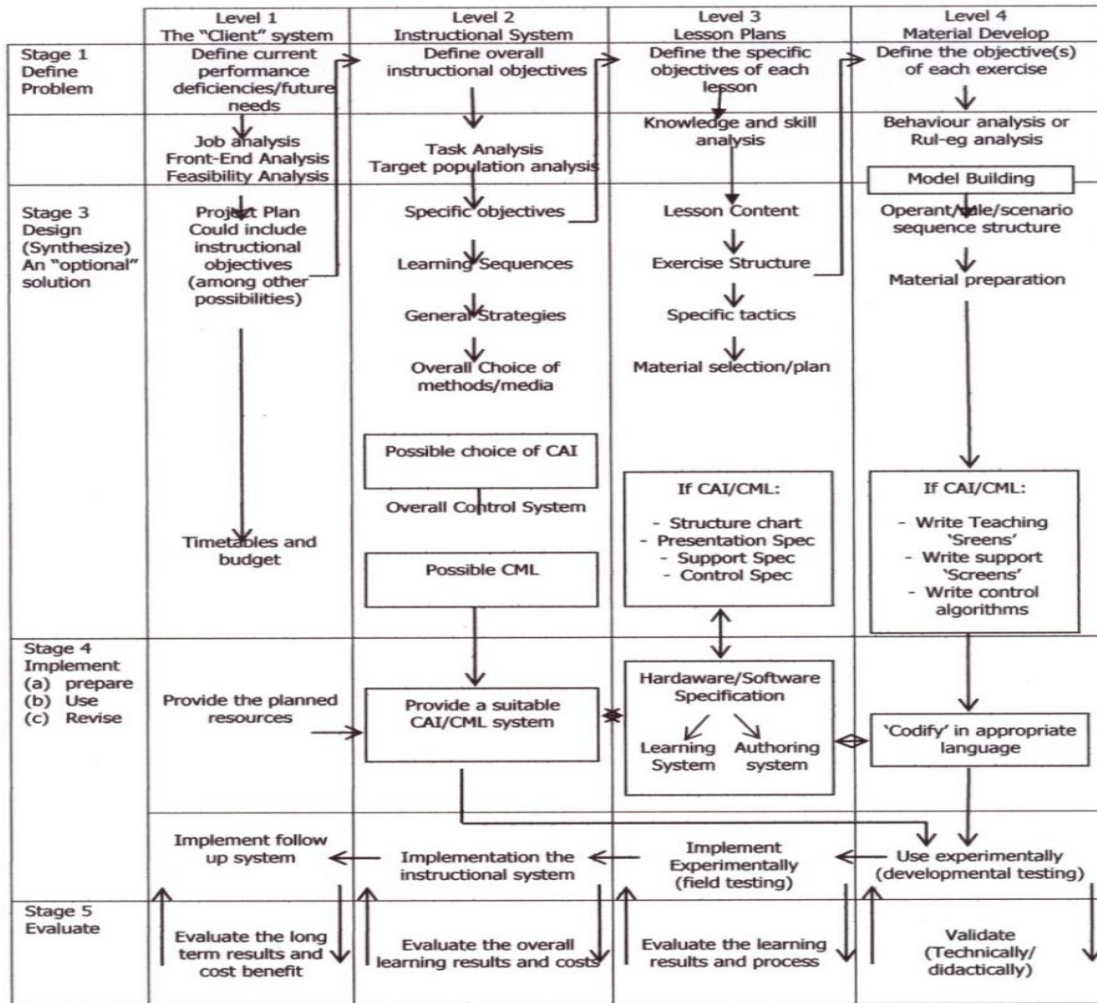 Level 1
The "Client" system
Level 2
Instructional System
Level 3
Lesson Plans
Level 4
Material Develop
Stage 1
Define
Problem
Define current
performance
deficiencies/future
needs
Define overall
instructional objectives
Define the specific
objectives of each
lesson
Define the objective(s)
of each exercise
Job analysis
Front-End Analysis
Feasibility Analysis
Task Analysis
Target population analysis
Knowledge and skill
analysis
Behaviour analysis or
Rul-eg analysis
Model Building
Stage 3
Design
(Synthesize)
An "optional"
solution
Project Plan
Could include
instructional
objectives
(among other
possibilities)
Timetables and
budget
Specific objectives
Learning Sequences
General Strategies
Overall Choice of
methods/media
Possible choice of CAI
Overall Control System
Possible CML
Lesson Content
Exercise Structure
Specific tactics
Material selection/plan
If CAI/CML:
- Structure chart
- Presentation Spec
- Support Spec
- Control Spec
Operant/rule/scenario
sequence structure
Material preparation
If CAI/CML:
- Write Teaching
'Sreens'
- Write support
'Screens'
- Write control
algorithms
Stage 4
Implement
(a) prepare
(b) Use
(c) Revise
Provide the planned
resources
Provide a suitable
CAI/CML system
Hardaware/Software
Specification
Learning
System
Authoring
system
'Codify' in appropriate
language
Implement follow
up system
Implementation the
instructional system
Implement
Experimentally
(field testing)
Use experimentally
(developmental testing)
Stage 5
Evaluate
Evaluate the long
term results and
cost benefit
Evaluate the overall
learning results and costs
Evaluate the learning
results and process
Validate
(Technically/
didactically)